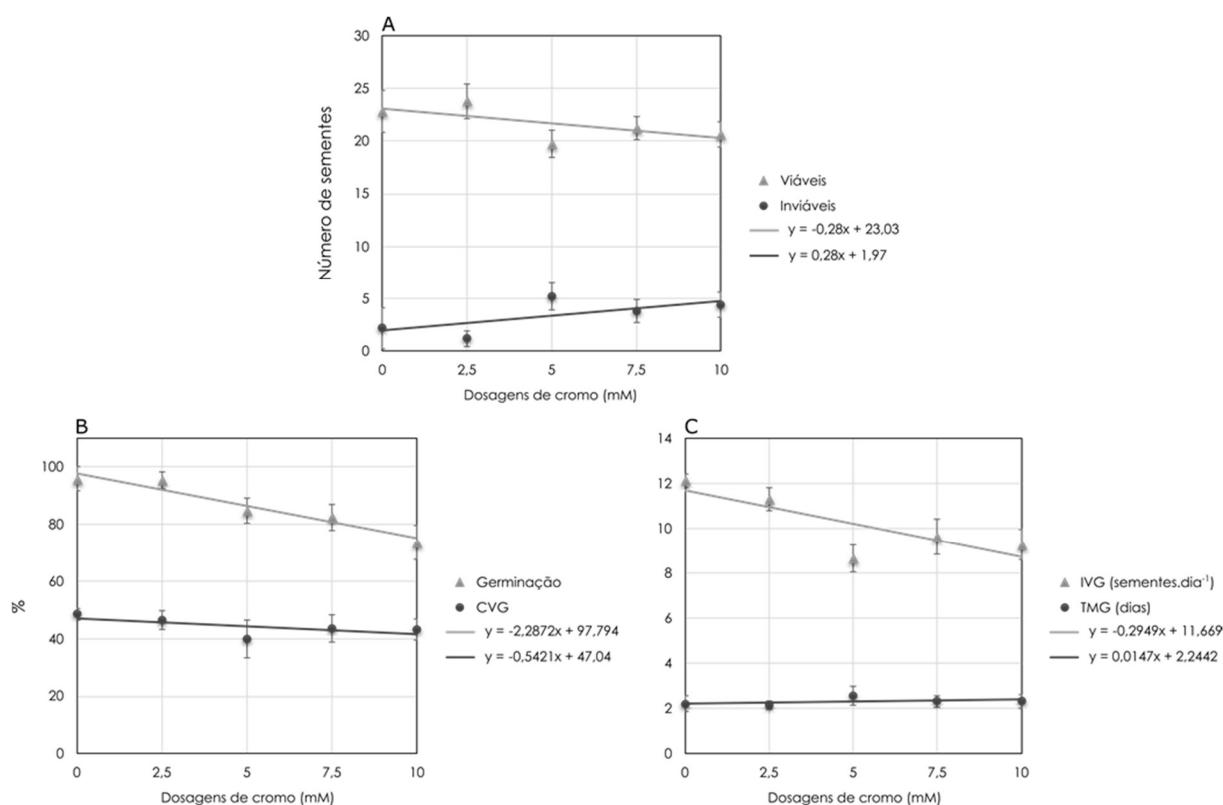 A
30
25
20
15
10
5
0
Número de sementes
0 2,5 5 7,5 10
Dosagens de cromo (mM)
Viáveis
Inviáveis
y = -0,28x + 23,03
y = 0,28x + 1,97
B
100
80
60
40
20
0
%
0 2,5 5 7,5 10
Dosagens de cromo (mM)
Germinação
CVG
y = -2,2872x + 97,794
y = -0,5421x + 47,04
C
14
12
10
8
6
4
2
0
0 2,5 5 7,5 10
Dosagens de cromo (mM)
IVG (sementes.dia⁻¹)
TMG (dias)
y = -0,2949x + 11,669
y = 0,0147x + 2,2442